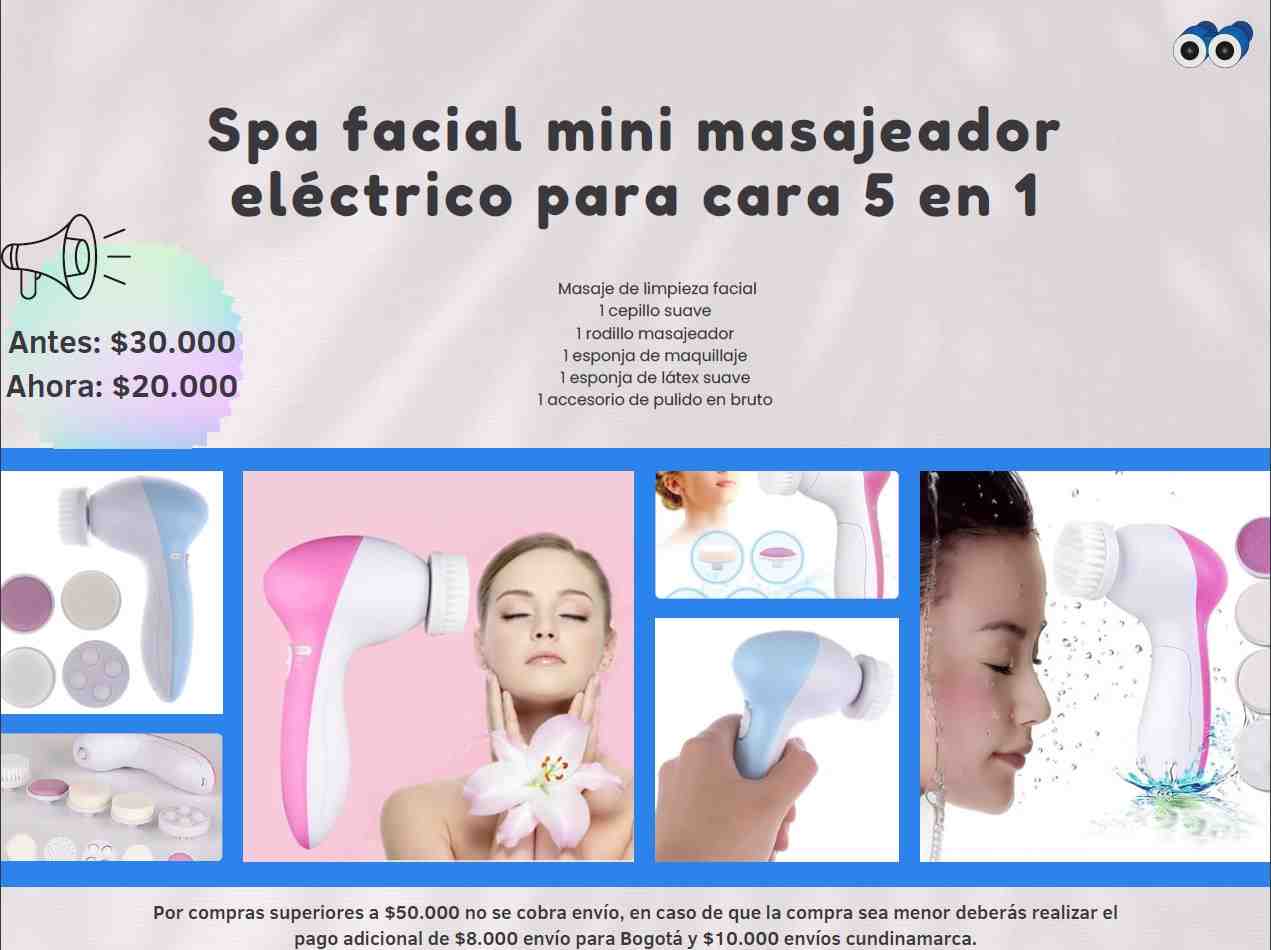 Spa facial mini masajeador
eléctrico para cara 5 en 1
Antes: $30.000
Ahora: $20.000
Masaje de limpieza facial
1 cepillo suave
1 rodillo masajeador
1 esponja de maquillaje
1 esponja de látex suave
1 accesorio de pulido en bruto
Por compras superiores a $50.000 no se cobra envío, en caso de que la compra sea menor deberás realizar el
pago adicional de $8.000 envío para Bogotá y $10.000 envíos cundinamarca.